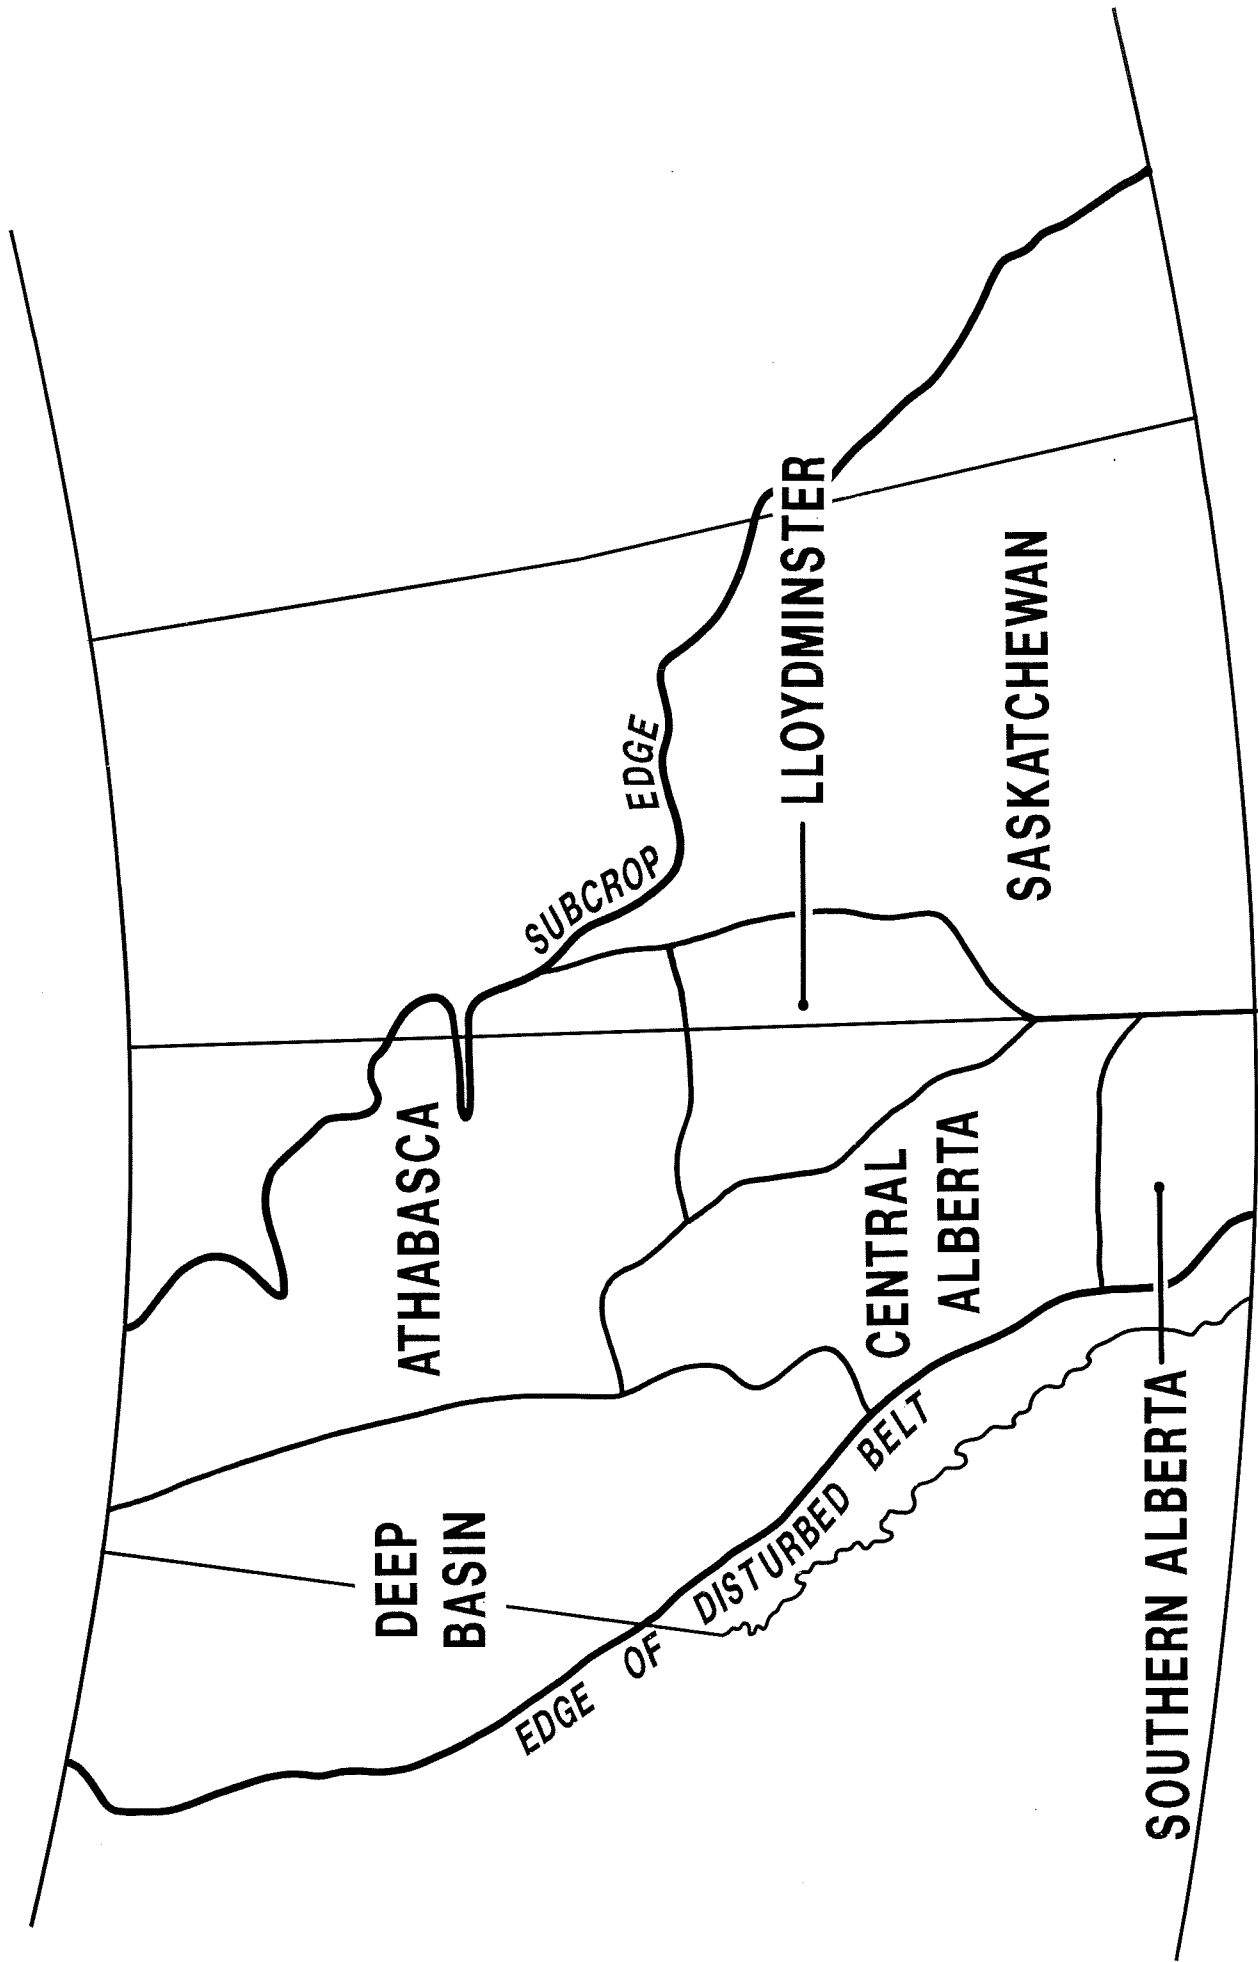 DEEP
BASIN
ATHABASCA
SUBCROP EDGE
EDGE OF DISTURBED BELT
CENTRAL
ALBERTA
LLOYDMINSTER
SASKATCHEWAN
SOUTHERN ALBERTA